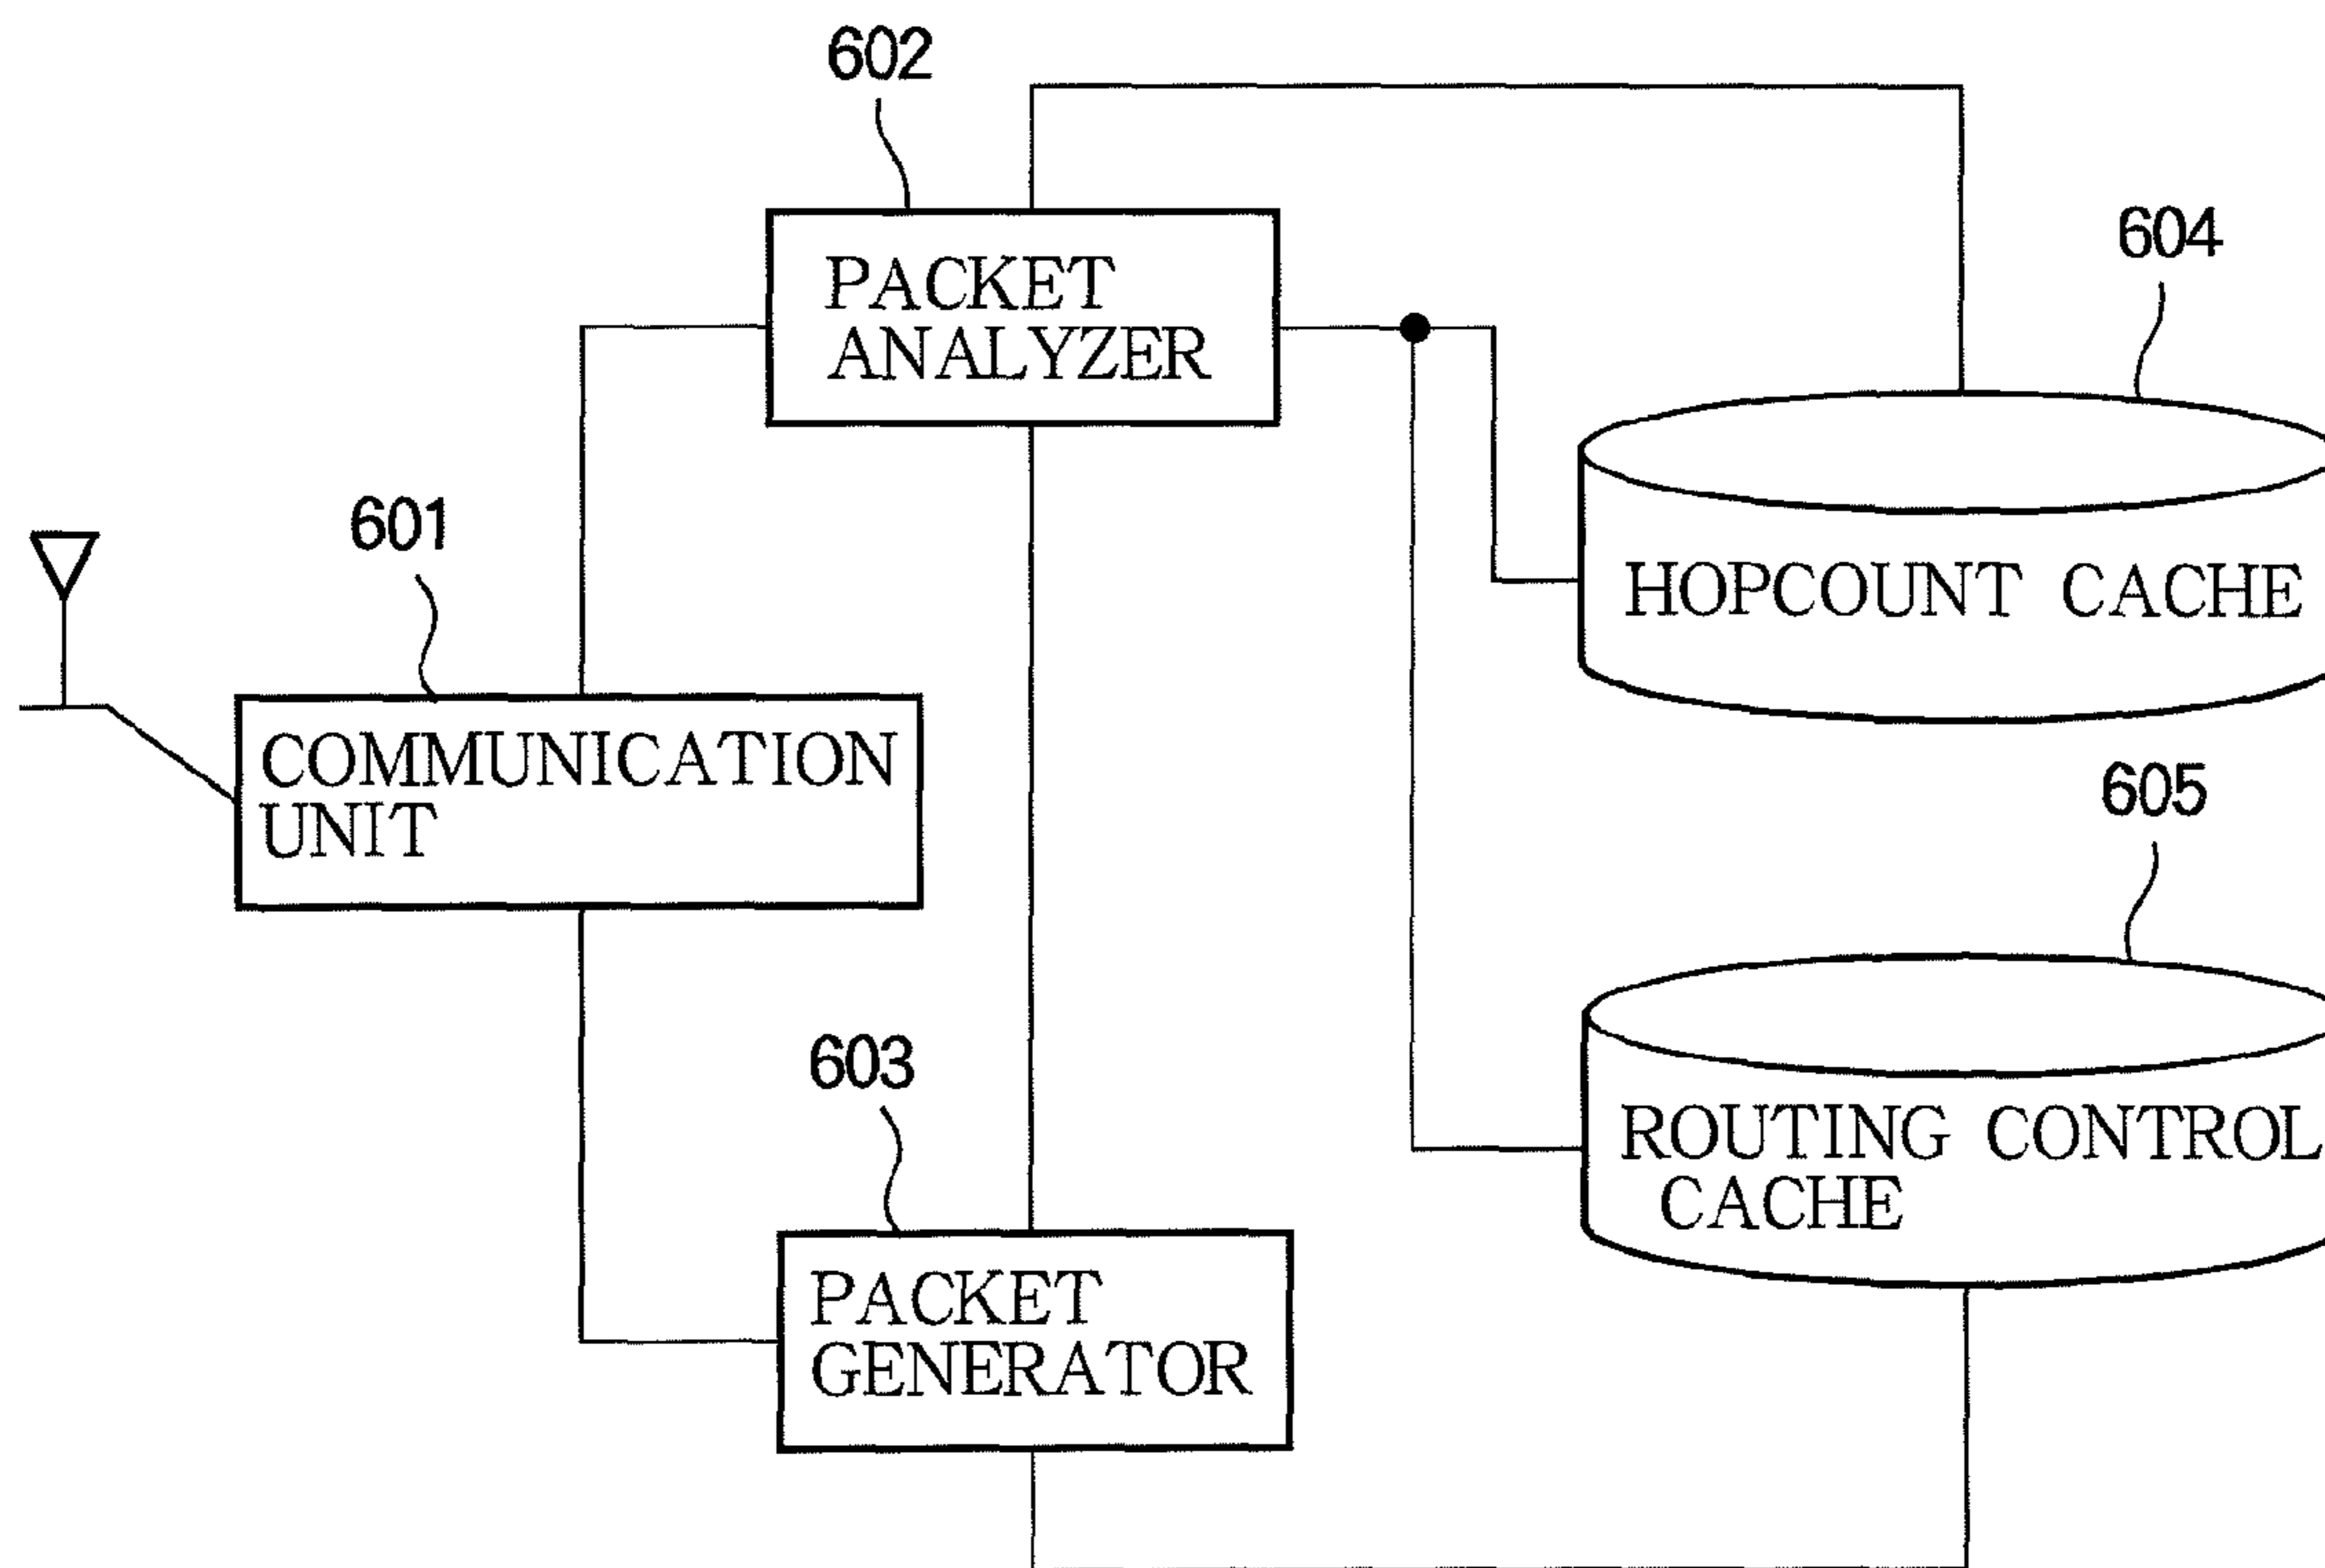 602
PACKET
ANALYZER
604
HOPCOUNT CACHE
601
COMMUNICATION
UNIT
605
ROUTING CONTROL
CACHE
603
PACKET
GENERATOR